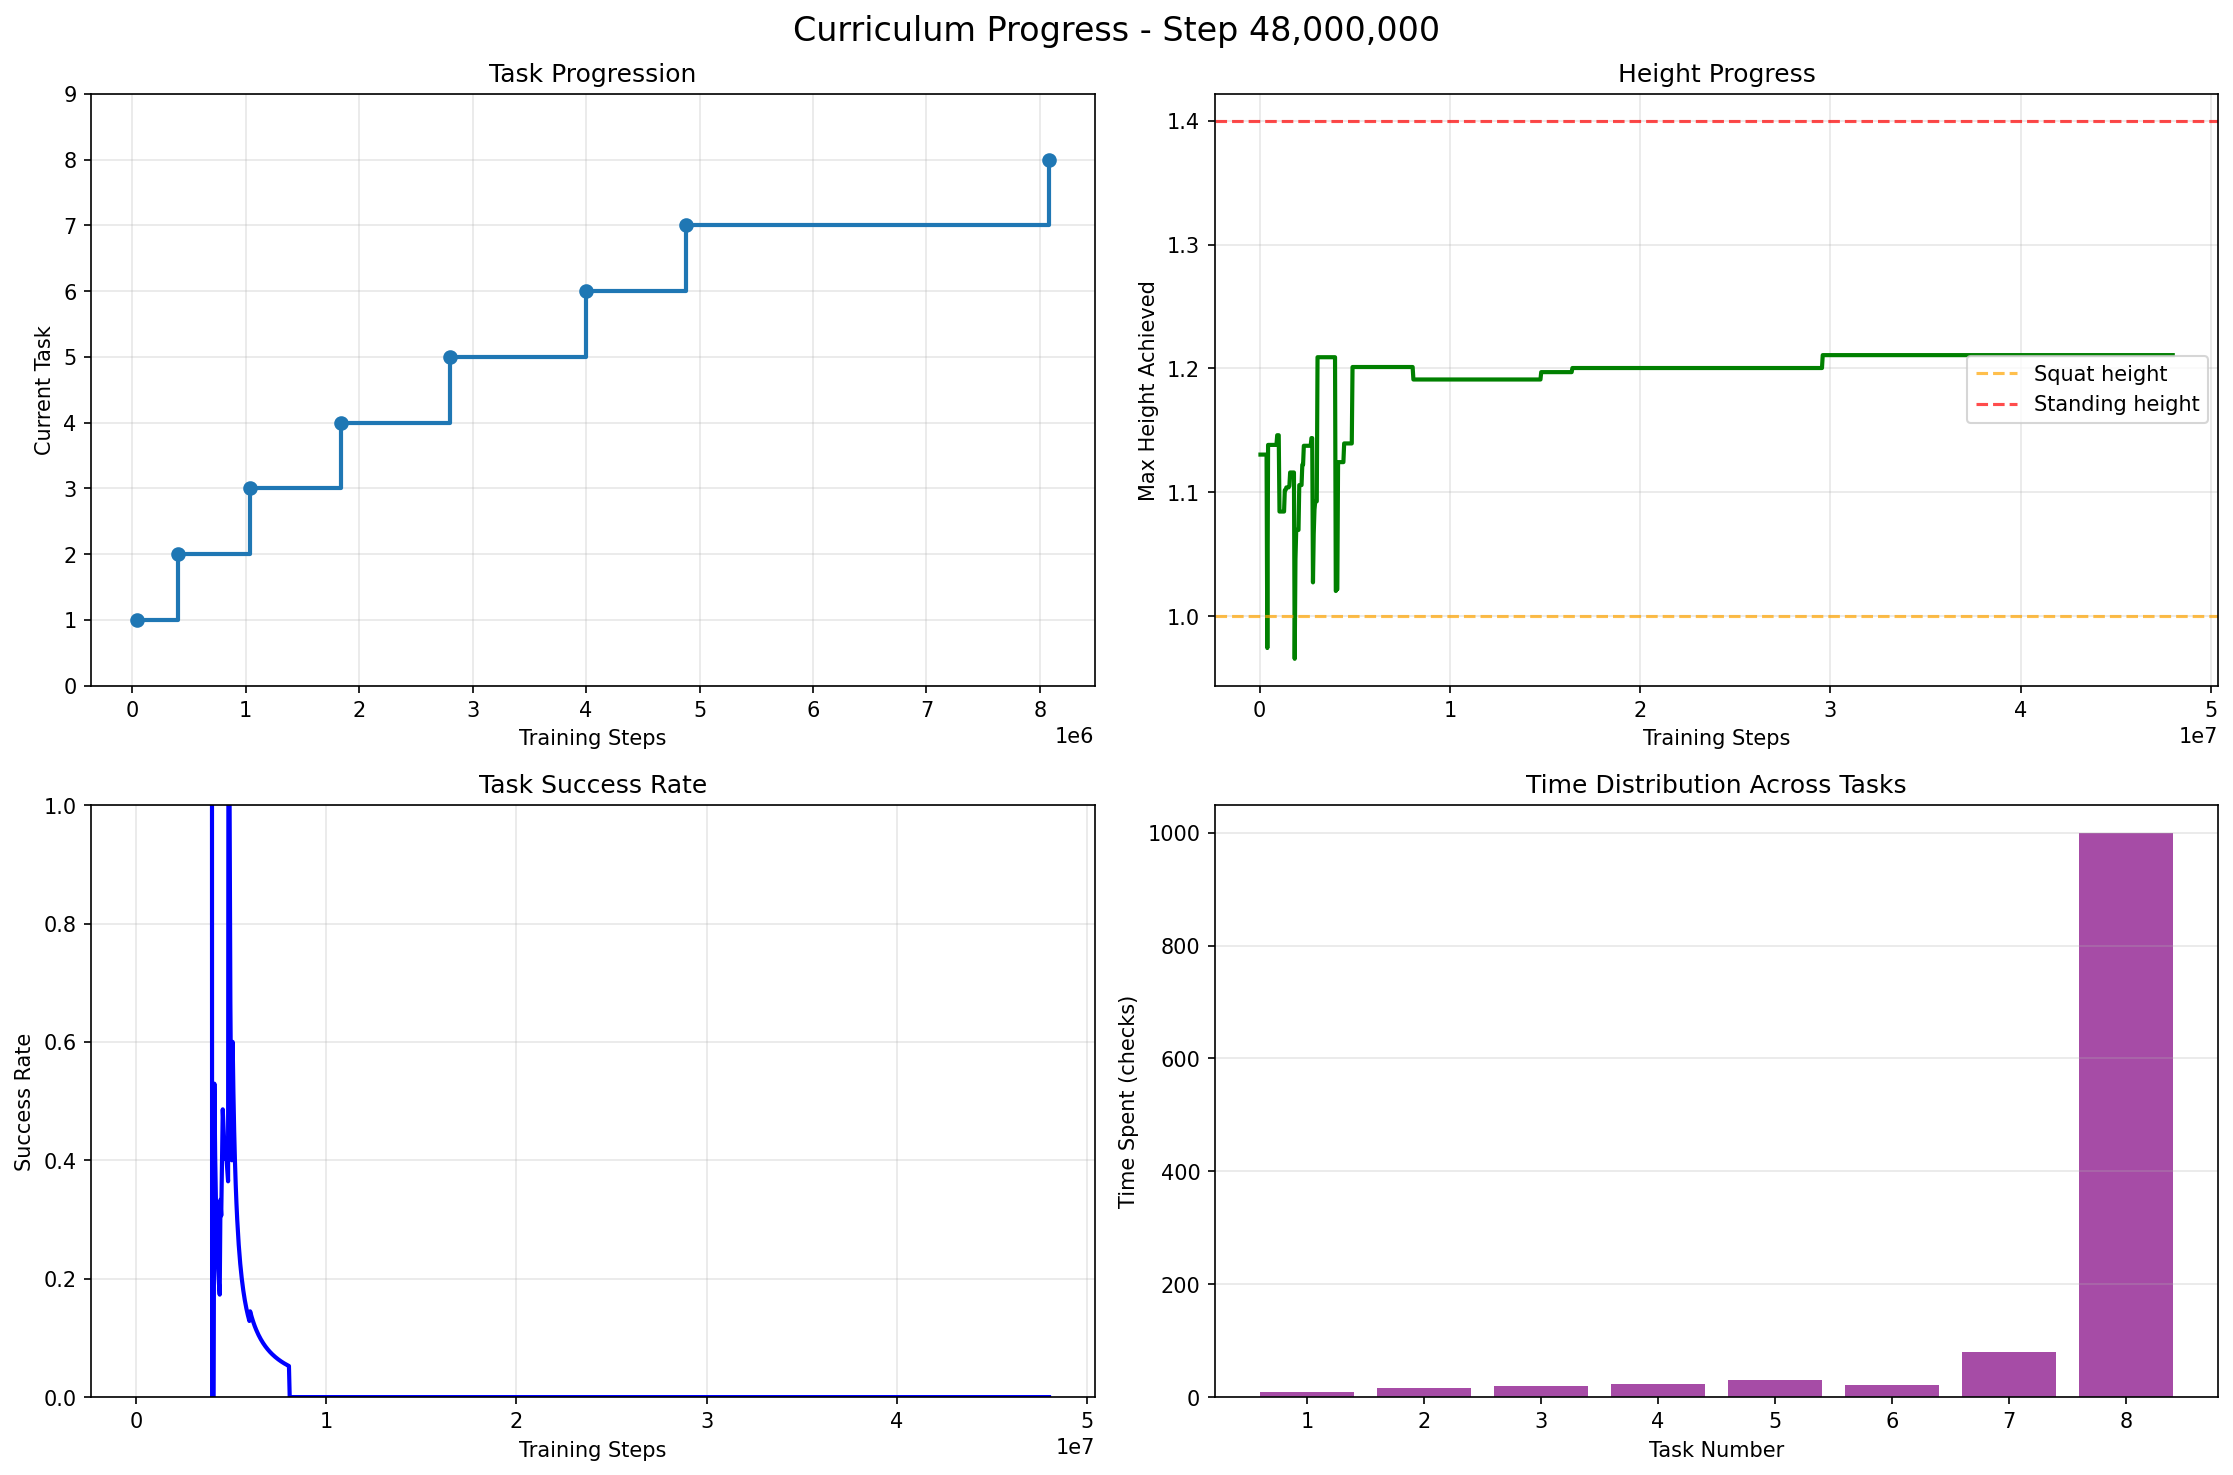 Curriculum Progress - Step 48,000,000
Task Progression
9
8
7
6
5
4
3
2
1
0
Current Task
0 1 2 3 4 5 6 7 8
1e6
Training Steps
Height Progress
1.4
1.3
1.2
1.1
1.0
Max Height Achieved
Squat height
Standing height
0 1 2 3 4 5
1e7
Training Steps
Task Success Rate
1.0
0.8
0.6
0.4
0.2
0.0
Success Rate
0 1 2 3 4 5
1e7
Training Steps
Time Distribution Across Tasks
1000
800
600
400
200
0
Time Spent (checks)
1 2 3 4 5 6 7 8
Task Number